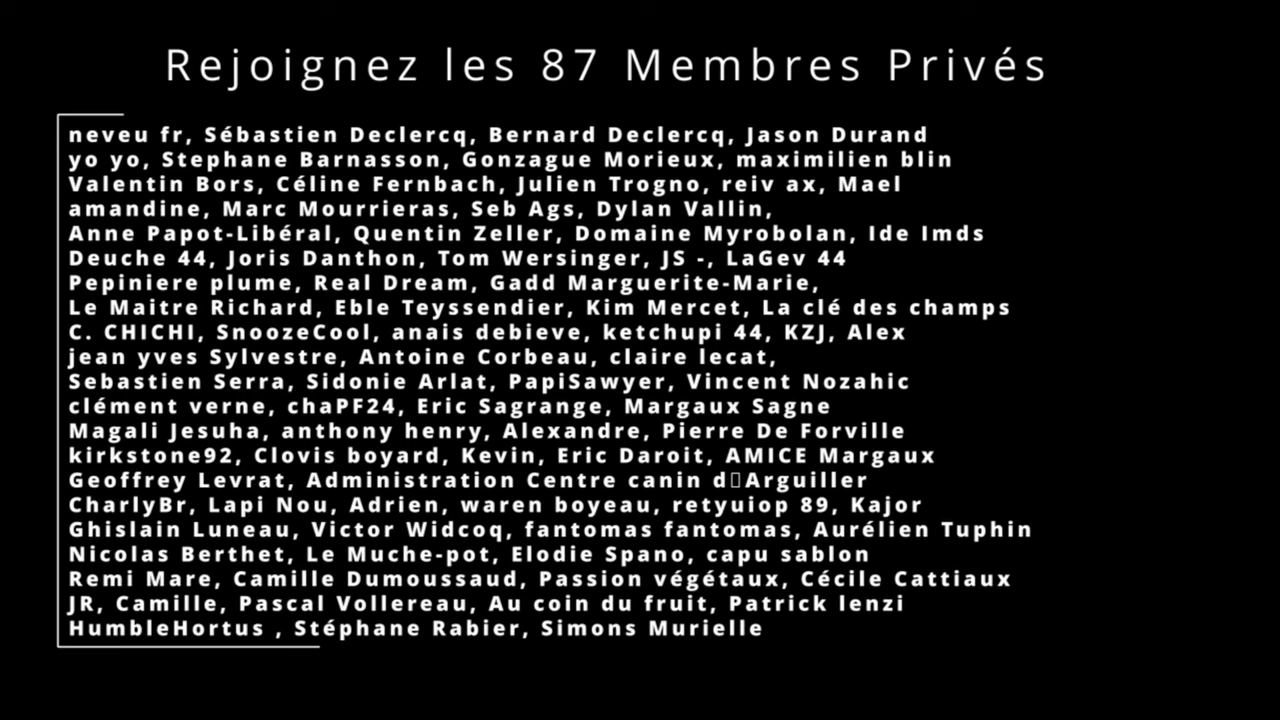 Rejoignez les 87 Membres Privés
neveu fr, Sébastien Declercq, Bernard Declercq, Jason Durand
yo yo, Stephane Barnasson, Gonzague Morieux, maximilien blin
Valentin Bors, Céline Fernbach, Julien Trogno, reiv ax, Mael
amandine, Marc Mourrieras, Seb Ags, Dylan Vallin,
Anne Papot-Libéral, Quentin Zeller, Domaine Myrobolan, Ide Imds
Deuche 44, Joris Danthon, Tom Wersinger, JS -, LaGev 44
Pepiniere plume, Real Dream, Gadd Marguerite-Marie,
Le Maitre Richard, Eble Teyssendier, Kim Mercet, La clé des champs
C. CHICHI, SnoozeCool, anais debieve, ketchupi 44, KZJ, Alex
jean yves Sylvestre, Antoine Corbeau, claire lecat,
Sebastien Serra, Sidonie Arlat, PapiSawyer, Vincent Nozahic
clément verne, chaPF24, Eric Sagrange, Margaux Sagne
Magali Jesuha, anthony henry, Alexandre, Pierre De Forville
kirkstone92, Clovis boyard, Kevin, Eric Daroit, AMICE Margaux
Geoffrey Levrat, Administration Centre canin d▯Arguiller
CharlyBr, Lapi Nou, Adrien, waren boyeau, retyuiop 89, Kajor
Ghislain Luneau, Victor Widcoq, fantomas fantomas, Aurélien Tuphin
Nicolas Berthet, Le Muche-pot, Elodie Spano, capu sablon
Remi Mare, Camille Dumoussaud, Passion végétaux, Cécile Cattiaux
JR, Camille, Pascal Vollereau, Au coin du fruit, Patrick lenzi
HumbleHortus , Stéphane Rabier, Simons Murielle